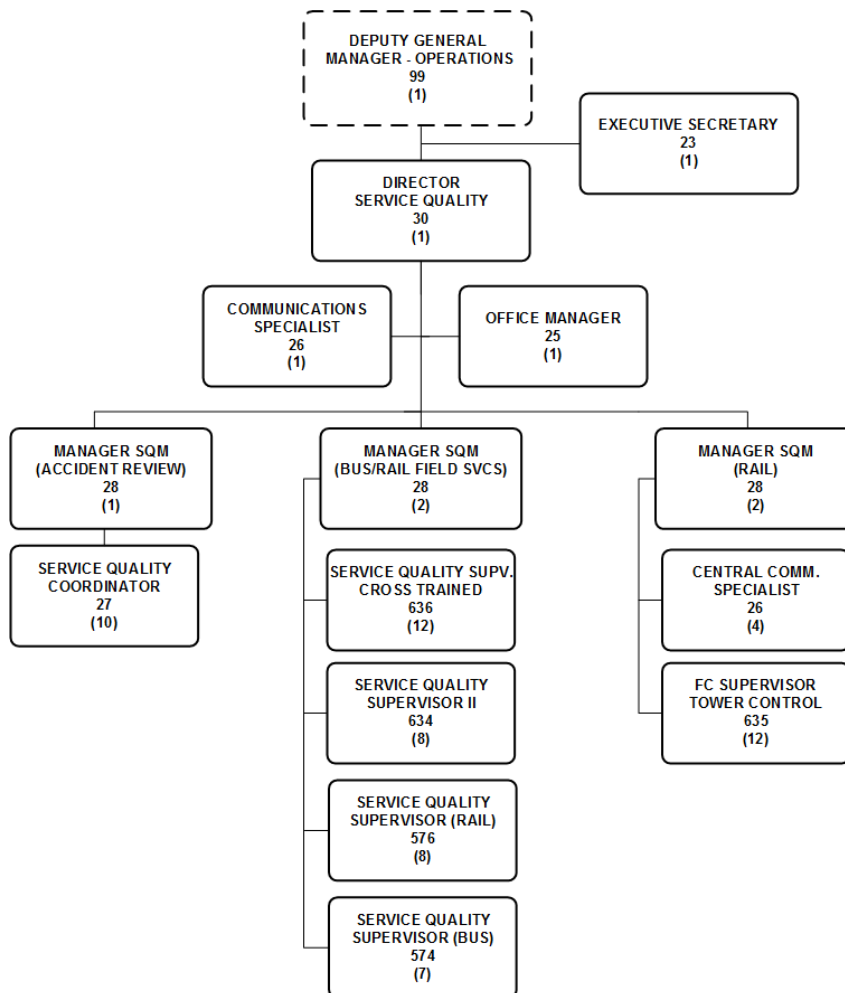 DEPUTY GENERAL
MANAGER - OPERATIONS
99
(1)
EXECUTIVE SECRETARY
23
(1)
DIRECTOR
SERVICE QUALITY
30
(1)
COMMUNICATIONS
SPECIALIST
26
(1)
OFFICE MANAGER
25
(1)
MANAGER SQM
(ACCIDENT REVIEW)
28
(1)
MANAGER SQM
(BUS/RAIL FIELD SVCS)
28
(2)
MANAGER SQM
(RAIL)
28
(2)
SERVICE QUALITY
COORDINATOR
27
(10)
SERVICE QUALITY SUPV.
CROSS TRAINED
636
(12)
CENTRAL COMM.
SPECIALIST
26
(4)
SERVICE QUALITY
SUPERVISOR II
634
(8)
FC SUPERVISOR
TOWER CONTROL
635
(12)
SERVICE QUALITY
SUPERVISOR (RAIL)
576
(8)
SERVICE QUALITY
SUPERVISOR (BUS)
574
(7)